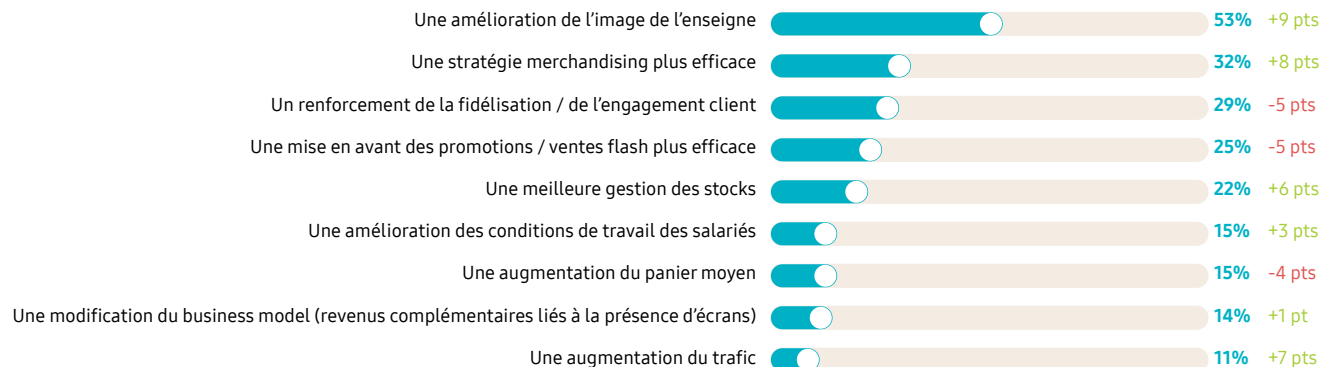 Une amélioration de l’image de l’enseigne 53% +9 pts
Une stratégie merchandising plus efficace 32% +8 pts
Un renforcement de la fidélisation / de l’engagement client 29% -5 pts
Une mise en avant des promotions / ventes flash plus efficace 25% -5 pts
Une meilleure gestion des stocks 22% +6 pts
Une amélioration des conditions de travail des salariés 15% +3 pts
Une augmentation du panier moyen 15% -4 pts
Une modification du business model (revenus complémentaires liés à la présence d’écrans) 14% +1 pt
Une augmentation du trafic 11% +7 pts